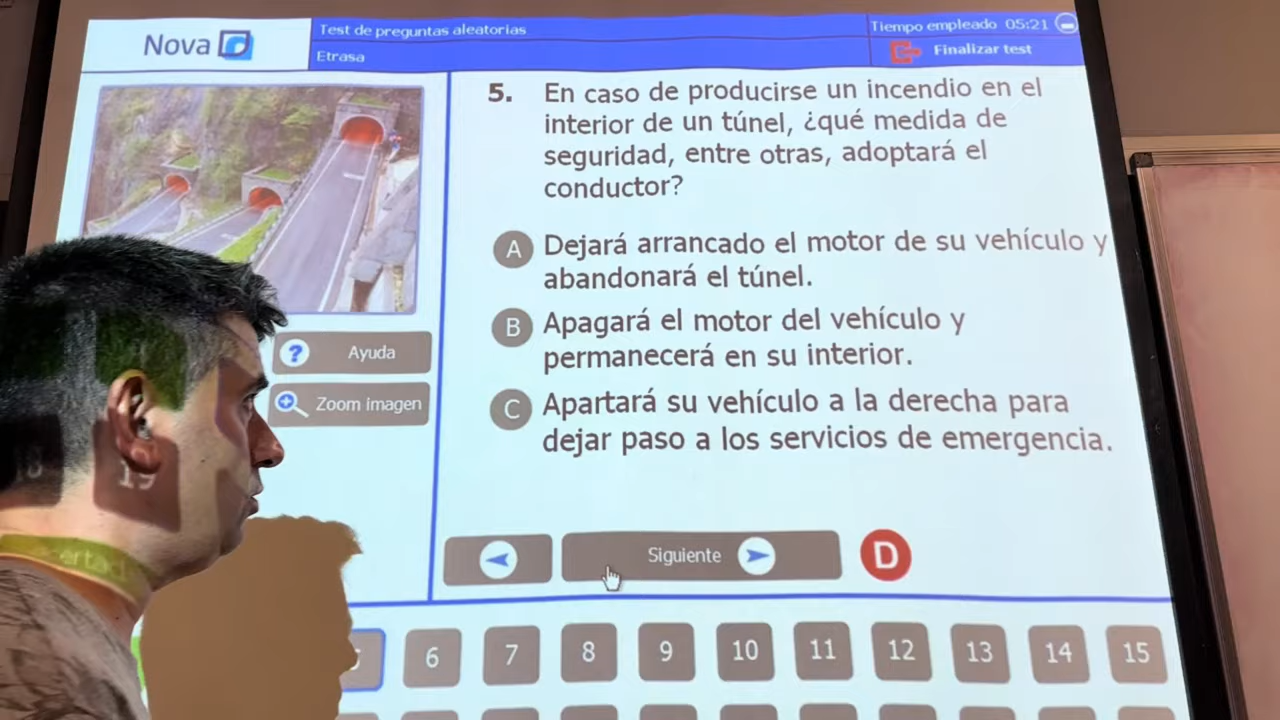 Nova
Test de preguntas aleatorias
Etrasa
Tiempo empleado 05:21
Finalizar test
5. En caso de producirse un incendio en el
interior de un túnel, ¿qué medida de
seguridad, entre otras, adoptará el
conductor?
A Dejará arrancado el motor de su vehículo y
abandonará el túnel.
B Apagará el motor del vehículo y
permanecerá en su interior.
C Apartará su vehículo a la derecha para
dejar paso a los servicios de emergencia.
? Ayuda
Zoom imagen
Siguiente
D
6 7 8 9 10 11 12 13 14 15
19